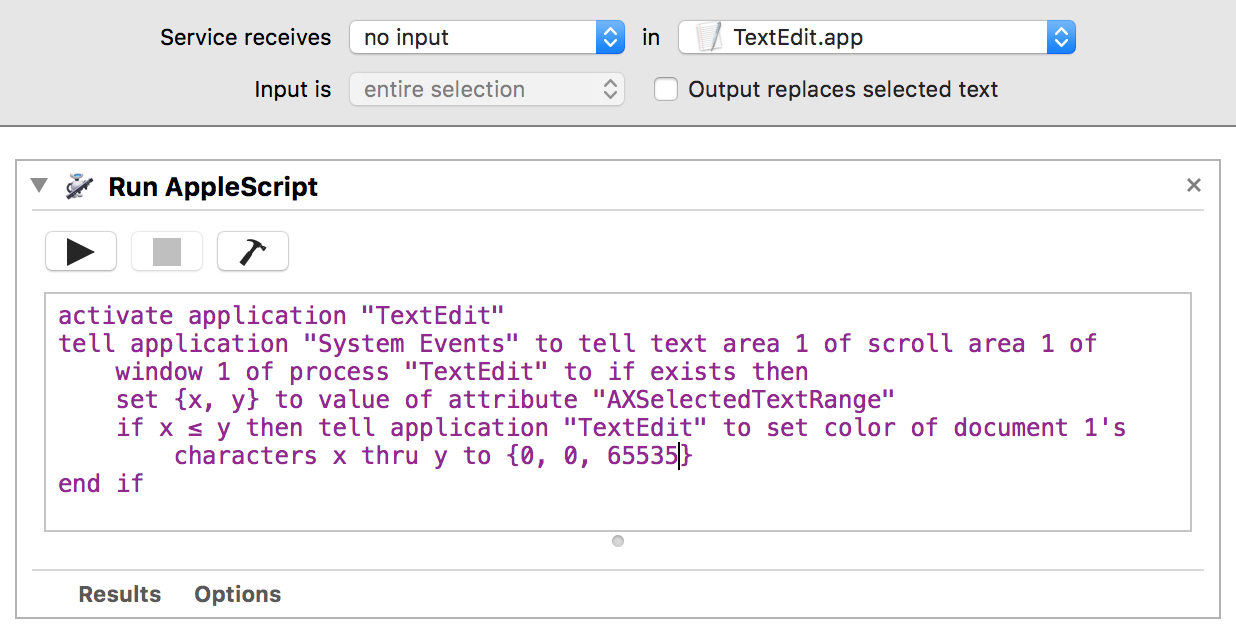 Service receives no input in TextEdit.app
Input is entire selection Output replaces selected text
Run AppleScript
activate application "TextEdit"
tell application "System Events" to tell text area 1 of scroll area 1 of
window 1 of process "TextEdit" to if exists then
set {x, y} to value of attribute "AXSelectedTextRange"
if x ≤ y then tell application "TextEdit" to set color of document 1's
characters x thru y to {0, 0, 65535}
end if
Results Options